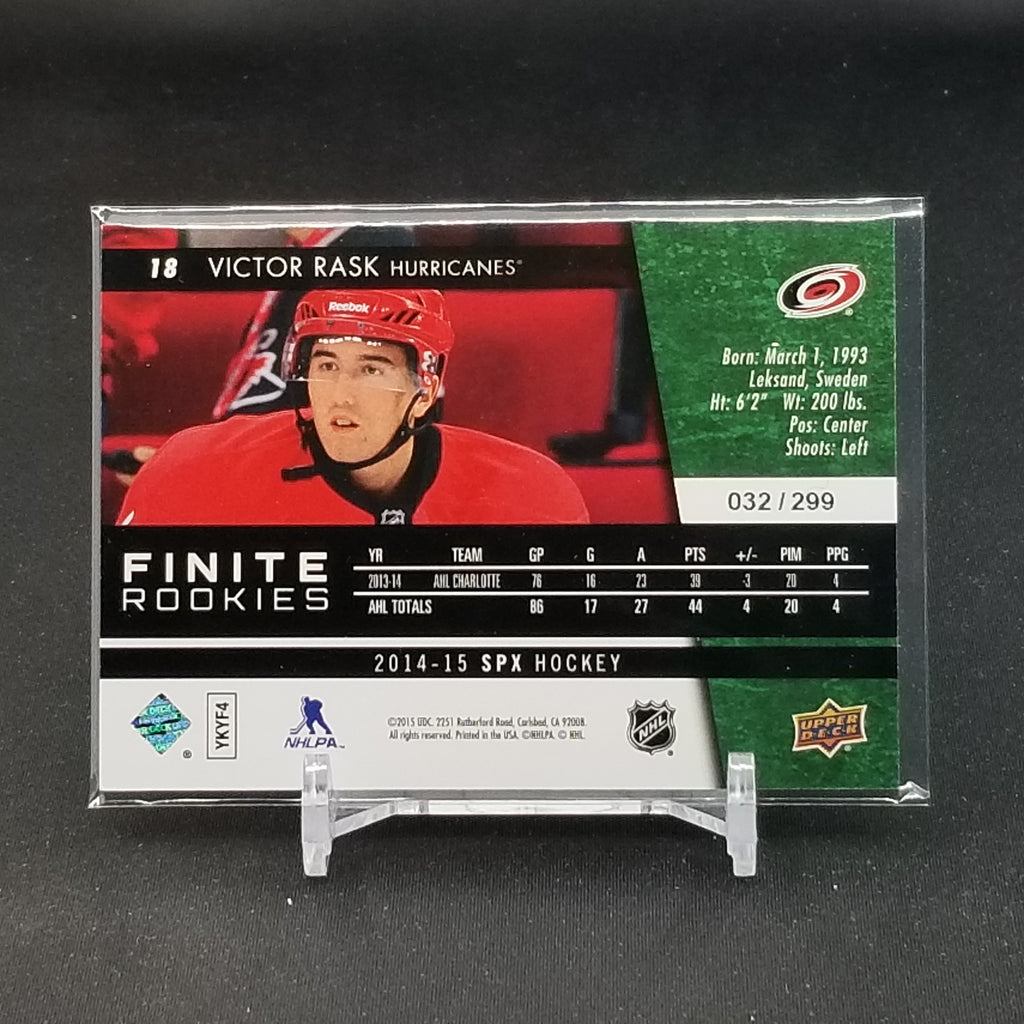 18 VICTOR RASK HURRICANES®
Reebok
Born: March 1, 1993
Leksand, Sweden
Ht: 6'2" Wt: 200 lbs.
Pos: Center
Shoots: Left
032 / 299
FINITE
ROOKIES
YR TEAM GP G A PTS +/- PIM PPG
2013-14 AHL CHARLOTTE 76 16 23 39 -3 20 4
AHL TOTALS 86 17 27 44 4 20 4
2014-15 SPX HOCKEY
YKYF4
NHLPA™
©2015 UDC. 2251 Rutherford Road, Carlsbad, CA 92008.
All rights reserved. Printed in the USA. ©NHLPA. © NHL.
NHL
UPPER
DECK